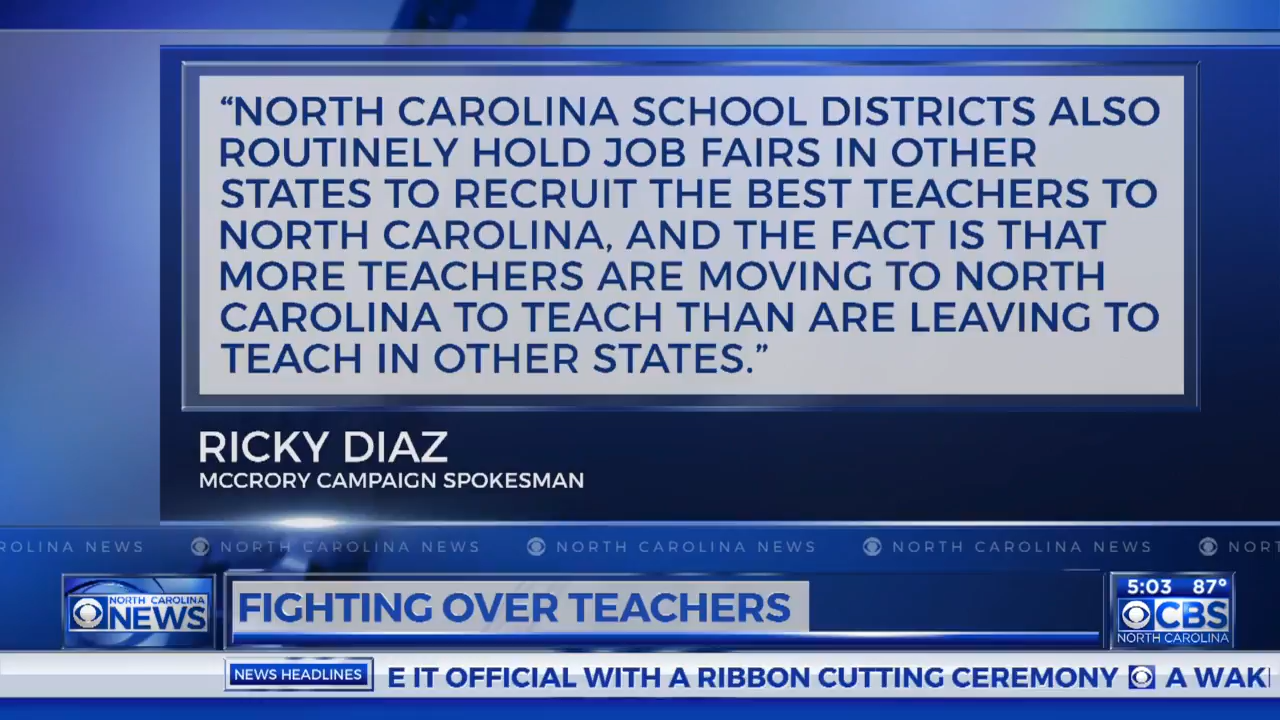 “NORTH CAROLINA SCHOOL DISTRICTS ALSO
ROUTINELY HOLD JOB FAIRS IN OTHER
STATES TO RECRUIT THE BEST TEACHERS TO
NORTH CAROLINA, AND THE FACT IS THAT
MORE TEACHERS ARE MOVING TO NORTH
CAROLINA TO TEACH THAN ARE LEAVING TO
TEACH IN OTHER STATES.”
RICKY DIAZ
MCCRORY CAMPAIGN SPOKESMAN
ROLINA NEWS NORTH CAROLINA NEWS NORTH CAROLINA NEWS NORTH CAROLINA NEWS NORT
NORTH CAROLINA
NEWS
FIGHTING OVER TEACHERS
5:03 87°
CBS
NORTH CAROLINA
NEWS HEADLINES
E IT OFFICIAL WITH A RIBBON CUTTING CEREMONY A WAK